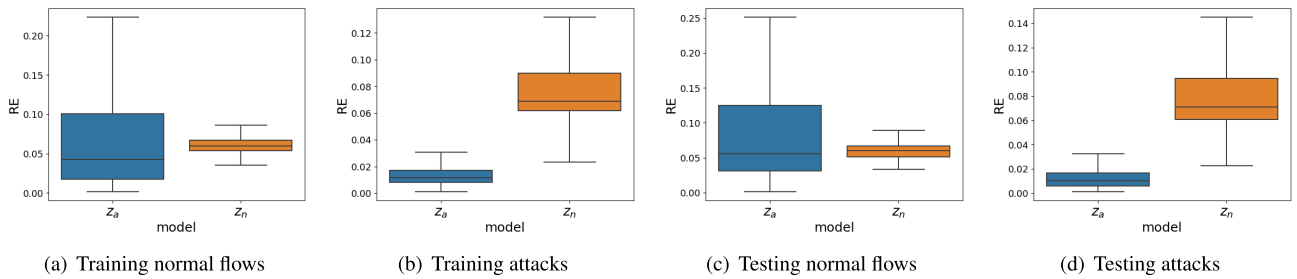 0.20
0.15
0.10
0.05
0.00
RE
z_a
z_n
model
(a) Training normal flows
0.12
0.10
0.08
0.06
0.04
0.02
0.00
RE
z_a
z_n
model
(b) Training attacks
0.25
0.20
0.15
0.10
0.05
0.00
RE
z_a
z_n
model
(c) Testing normal flows
0.14
0.12
0.10
0.08
0.06
0.04
0.02
0.00
RE
z_a
z_n
model
(d) Testing attacks